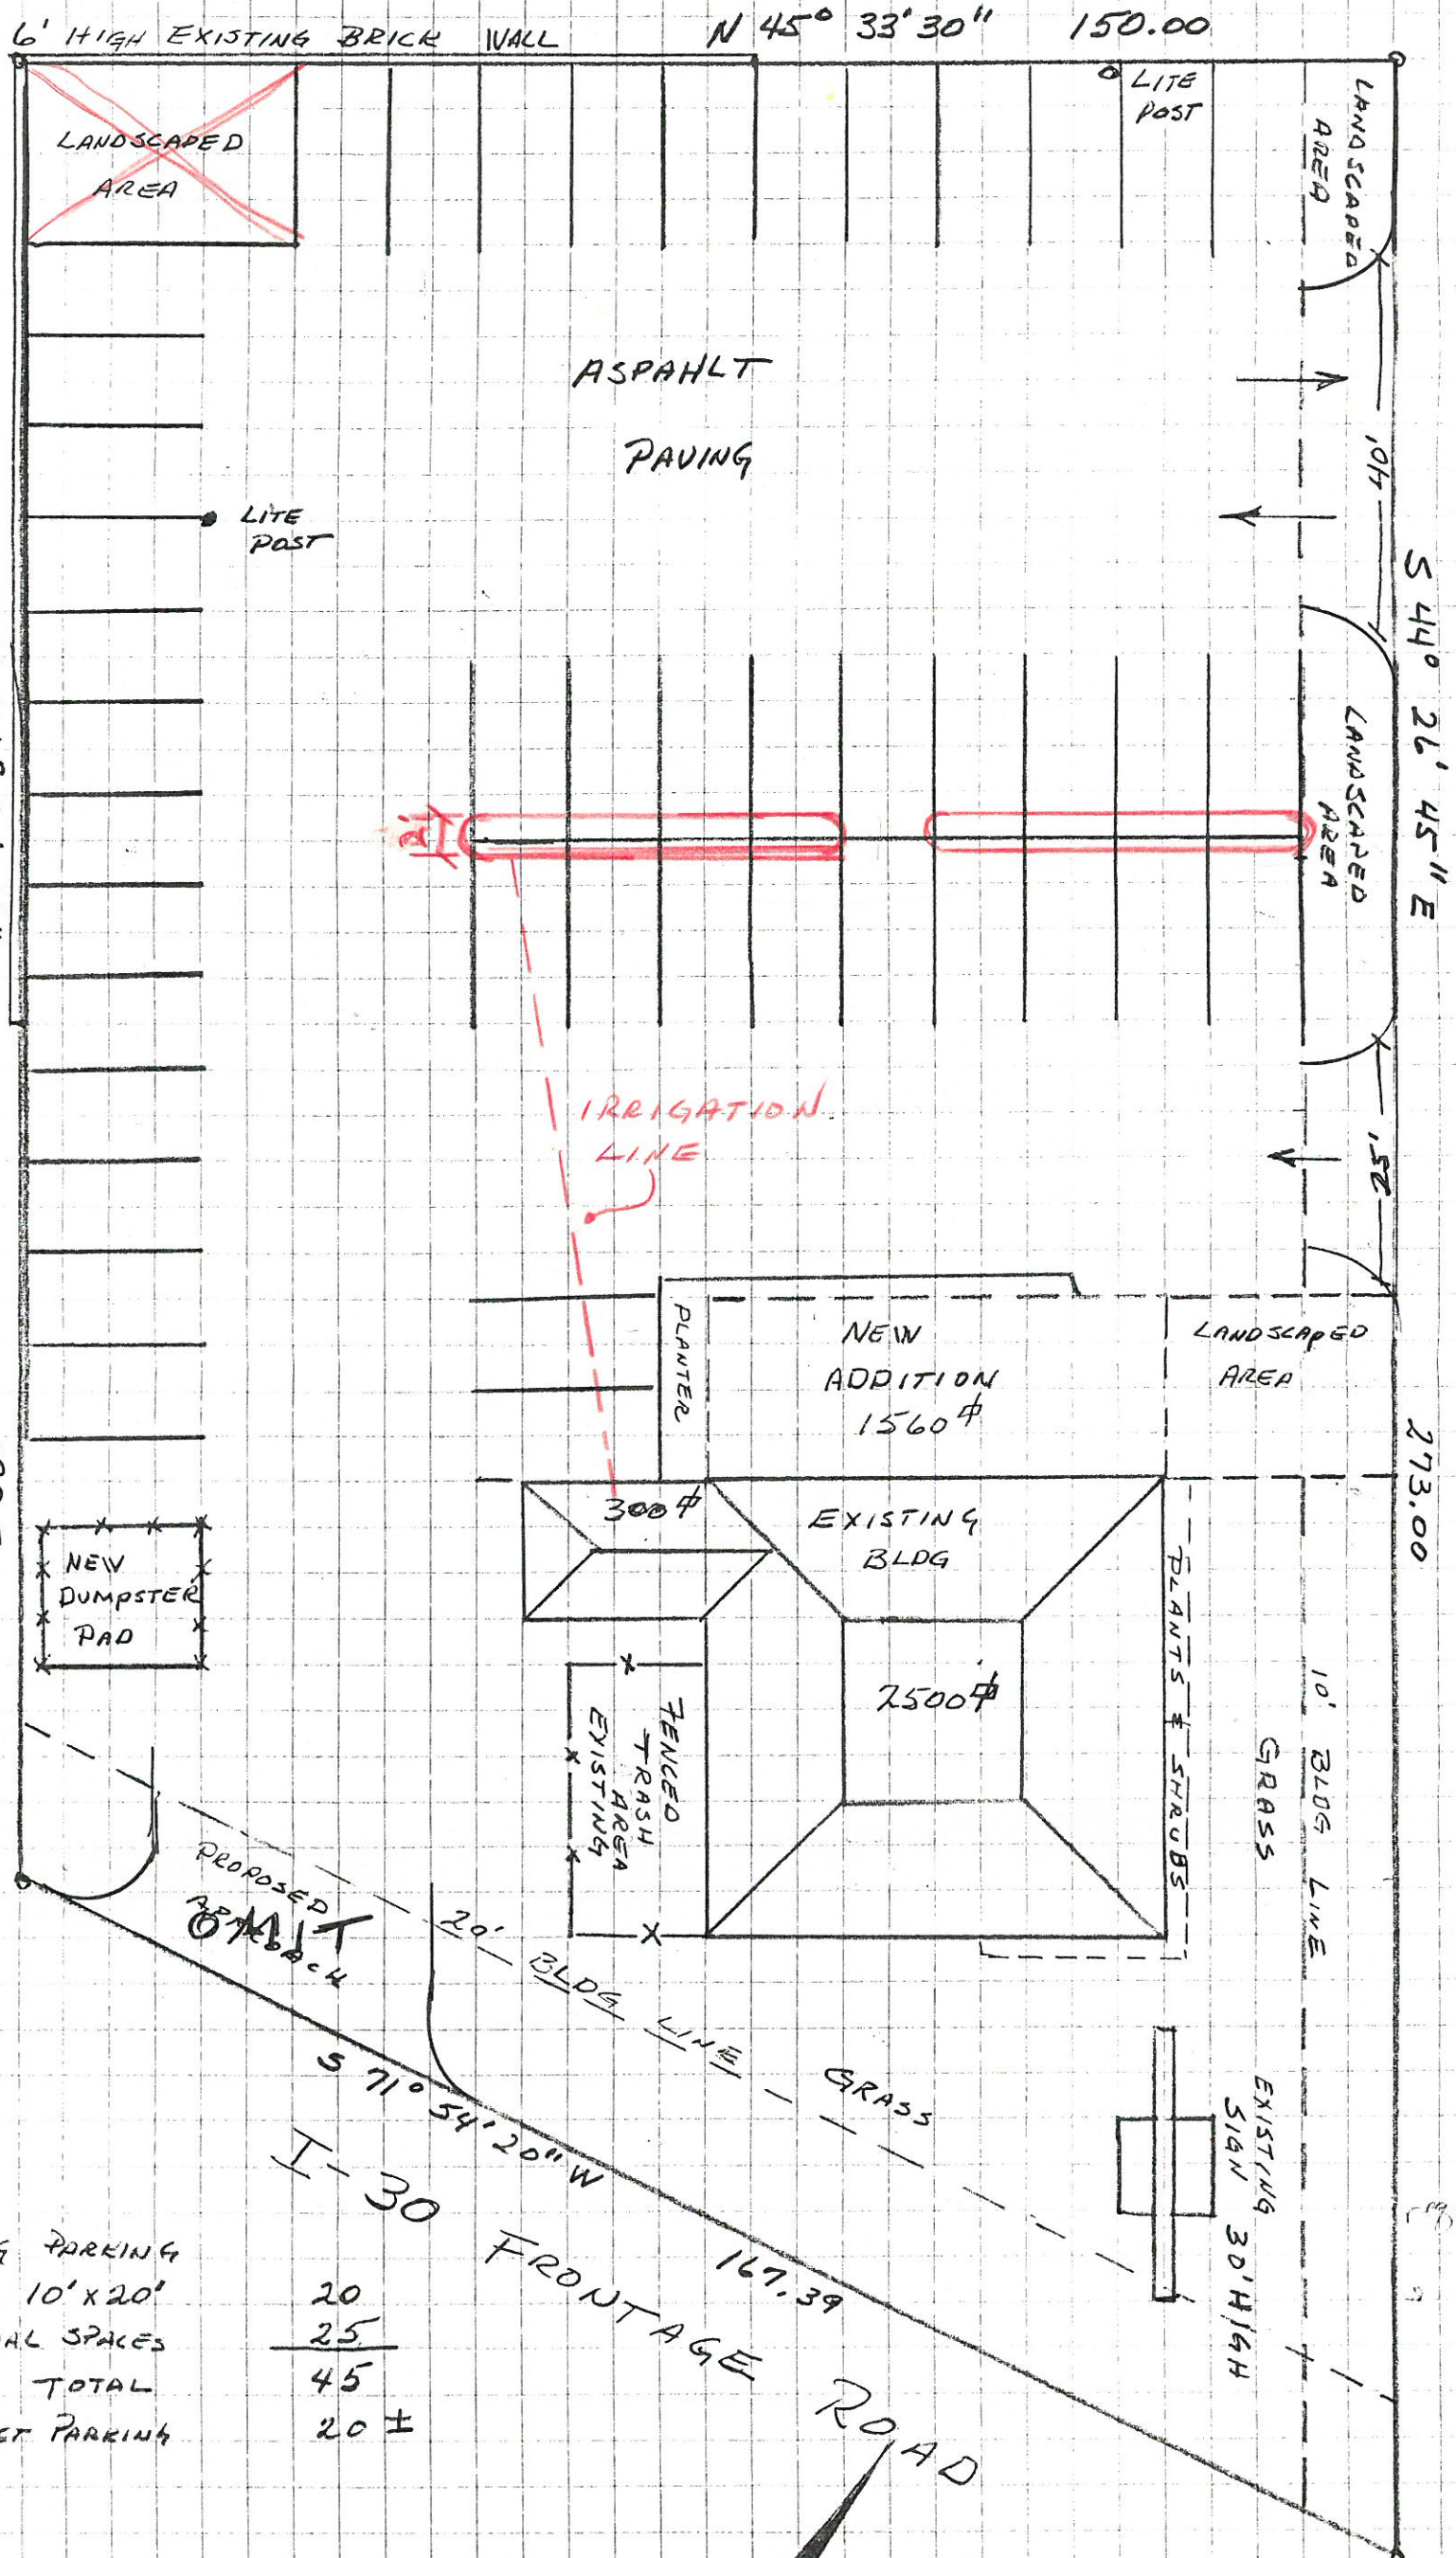 6' HIGH EXISTING BRICK WALL
N 45° 33' 30" 150.00
LANDSCAPED
AREA
LITE
POST
LANDSCAPED
AREA
ASPAHLT
PAVING
40'
LITE
POST
S 44° 26' 45" E 273.00
LANDSCAPED
AREA
IRRIGATION
LINE
25'
PLANTER
NEW
ADDITION
1560
LANDSCAPED
AREA
300
EXISTING
BLDG
2500
PLANTS & SHRUBS
10' BLDG LINE
GRASS
NEW
DUMPSTER
PAD
FENCED
TRASH
AREA
EXISTING
PROPOSED
OMIT
20' BLDG LINE
GRASS
EXISTING
SIGN 30' HIGH
S 71° 54' 20" W 167.39
I-30 FRONTAGE ROAD
PARKING
10' X 20' 20
SPACES 25
TOTAL 45
PARKING 20 ±